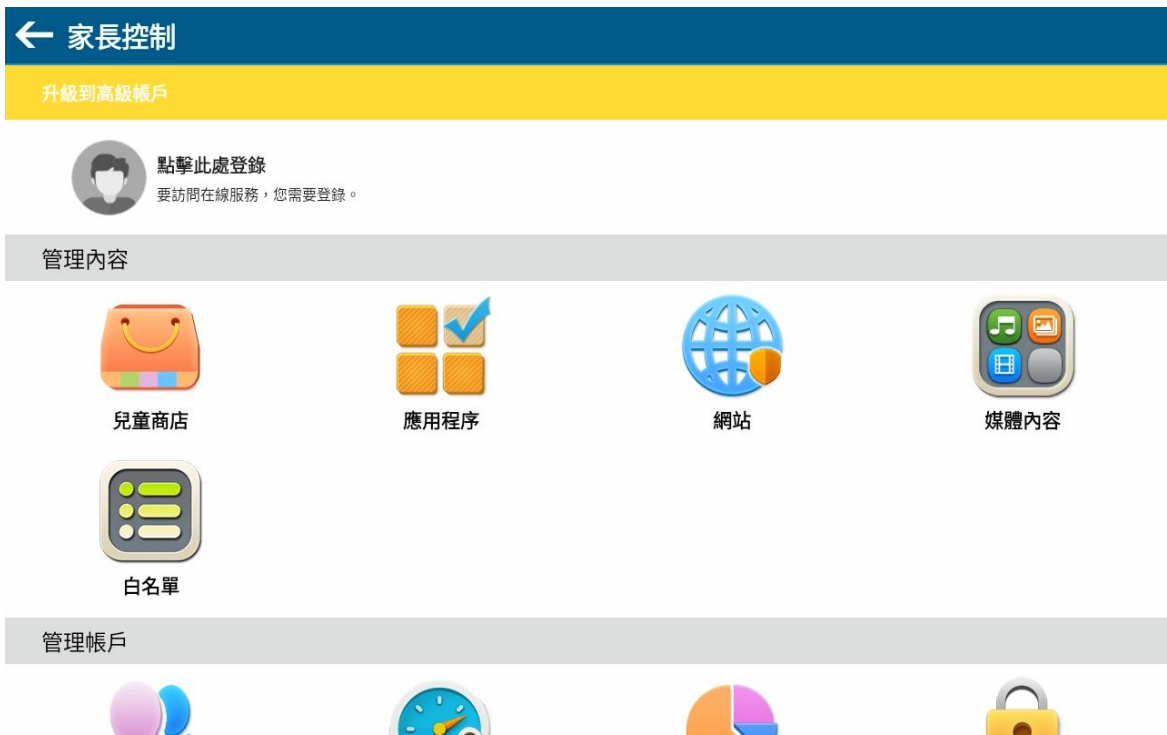 家長控制
升級到高級帳戶
點擊此處登錄
要訪問在線服務，您需要登錄。
管理內容
兒童商店
應用程序
網站
媒體內容
白名單
管理帳戶